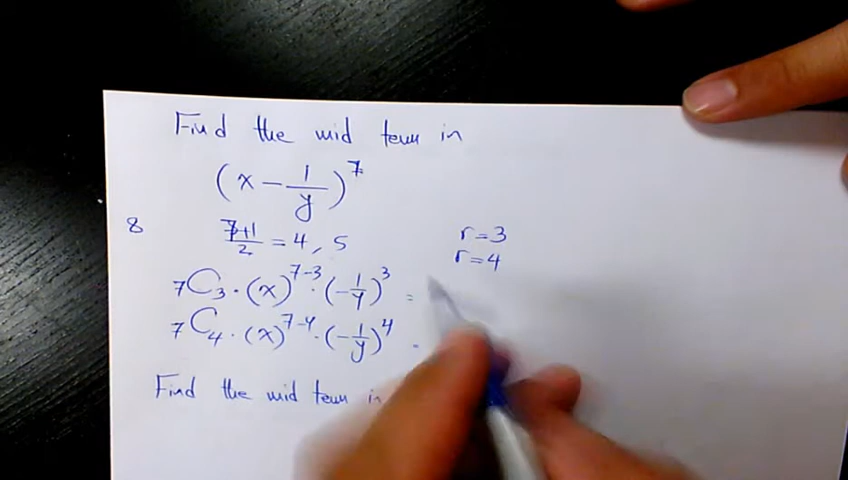 Find the mid term in
(x - 1/y)^7
8
7+1/2 = 4, 5
r=3
r=4
7C3 · (x)^7-3 · (-1/y)^3 =
7C4 · (x)^7-4 · (-1/y)^4 =
Find the mid term in